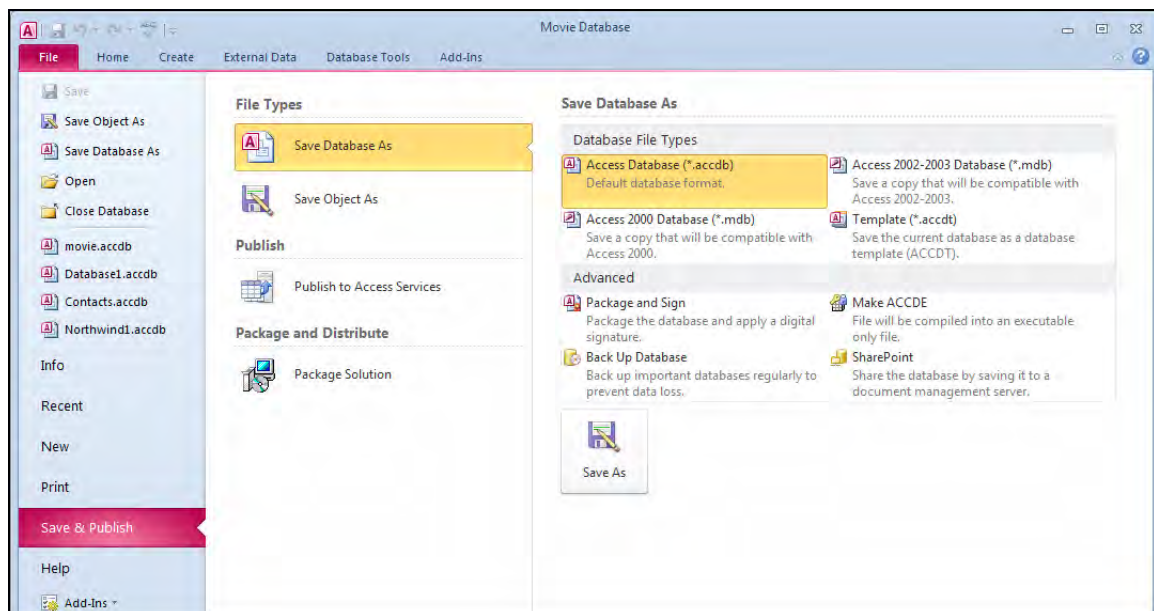 Movie Database
File Home Create External Data Database Tools Add-Ins
Save
Save Object As
Save Database As
Open
Close Database
movie.accdb
Database1.accdb
Contacts.accdb
Northwind1.accdb
Info
Recent
New
Print
Save & Publish
Help
Add-Ins
File Types
Save Database As
Save Object As
Publish
Publish to Access Services
Package and Distribute
Package Solution
Save Database As
Database File Types
Access Database (*.accdb)
Default database format.
Access 2002-2003 Database (*.mdb)
Save a copy that will be compatible with
Access 2002-2003.
Access 2000 Database (*.mdb)
Save a copy that will be compatible with
Access 2000.
Template (*.accdt)
Save the current database as a database
template (ACCDT).
Advanced
Package and Sign
Package the database and apply a digital
signature.
Make ACCDE
File will be compiled into an executable
only file.
Back Up Database
Back up important databases regularly to
prevent data loss.
SharePoint
Share the database by saving it to a
document management server.
Save As